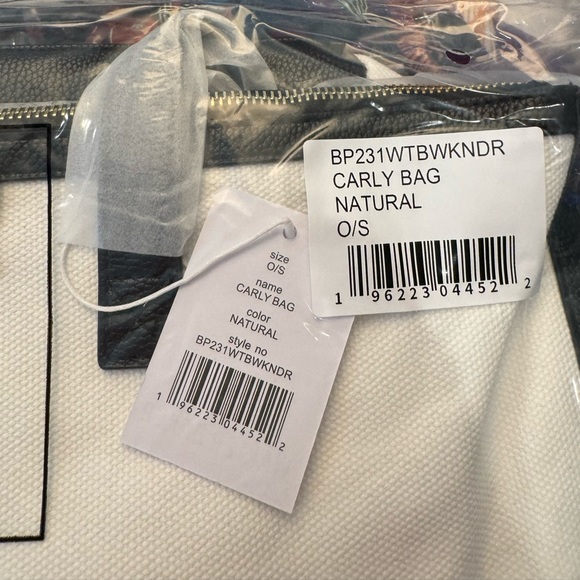 BP231WTBWKNDR
CARLY BAG
NATURAL
O/S
1 96223 04452 2
size
O/S
name
CARLY BAG
color
NATURAL
style no
BP231WTBWKNDR
1 96223 04452 2